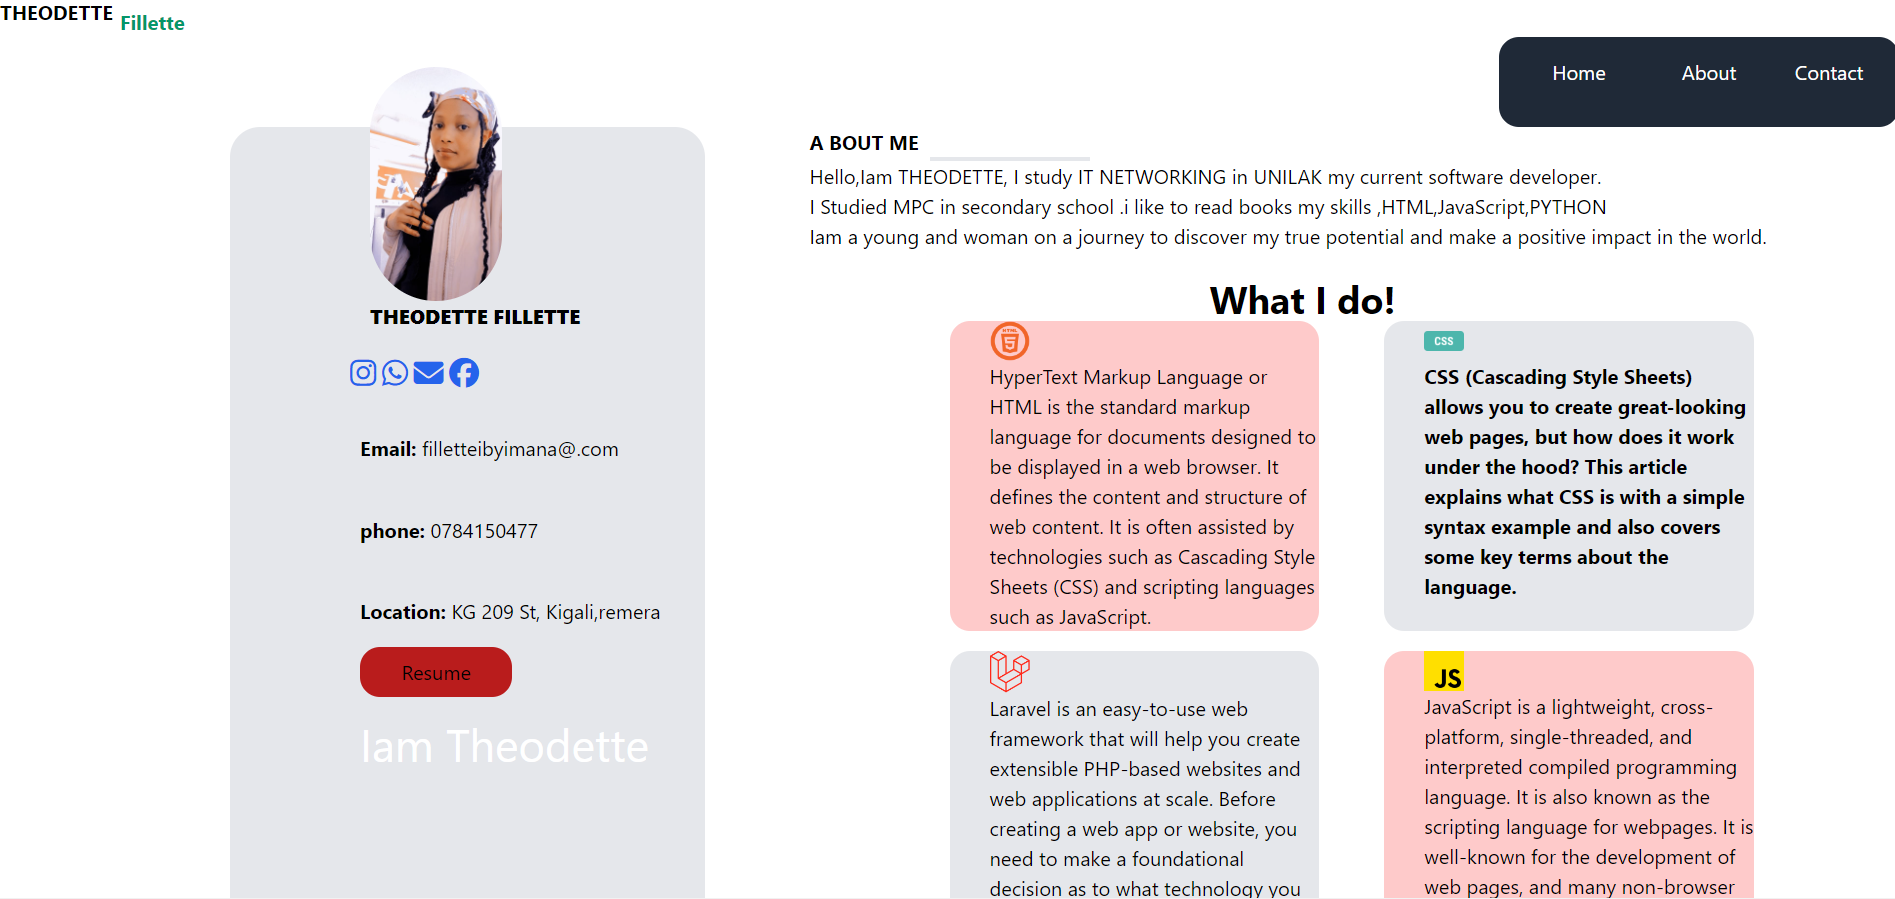 THEODETTE Fillette
Home About Contact
THEODETTE FILLETTE
Email: filletteibyimana@.com
phone: 0784150477
Location: KG 209 St, Kigali,remera
Resume
Iam Theodette
A BOUT ME
Hello,Iam THEODETTE, I study IT NETWORKING in UNILAK my current software developer.
I Studied MPC in secondary school .i like to read books my skills ,HTML,JavaScript,PYTHON
Iam a young and woman on a journey to discover my true potential and make a positive impact in the world.
What I do!
HTML
5
HyperText Markup Language or
HTML is the standard markup
language for documents designed to
be displayed in a web browser. It
defines the content and structure of
web content. It is often assisted by
technologies such as Cascading Style
Sheets (CSS) and scripting languages
such as JavaScript.
CSS
CSS (Cascading Style Sheets)
allows you to create great-looking
web pages, but how does it work
under the hood? This article
explains what CSS is with a simple
syntax example and also covers
some key terms about the
language.
Laravel is an easy-to-use web
framework that will help you create
extensible PHP-based websites and
web applications at scale. Before
creating a web app or website, you
need to make a foundational
decision as to what technology you
JS
JavaScript is a lightweight, cross-
platform, single-threaded, and
interpreted compiled programming
language. It is also known as the
scripting language for webpages. It is
well-known for the development of
web pages, and many non-browser